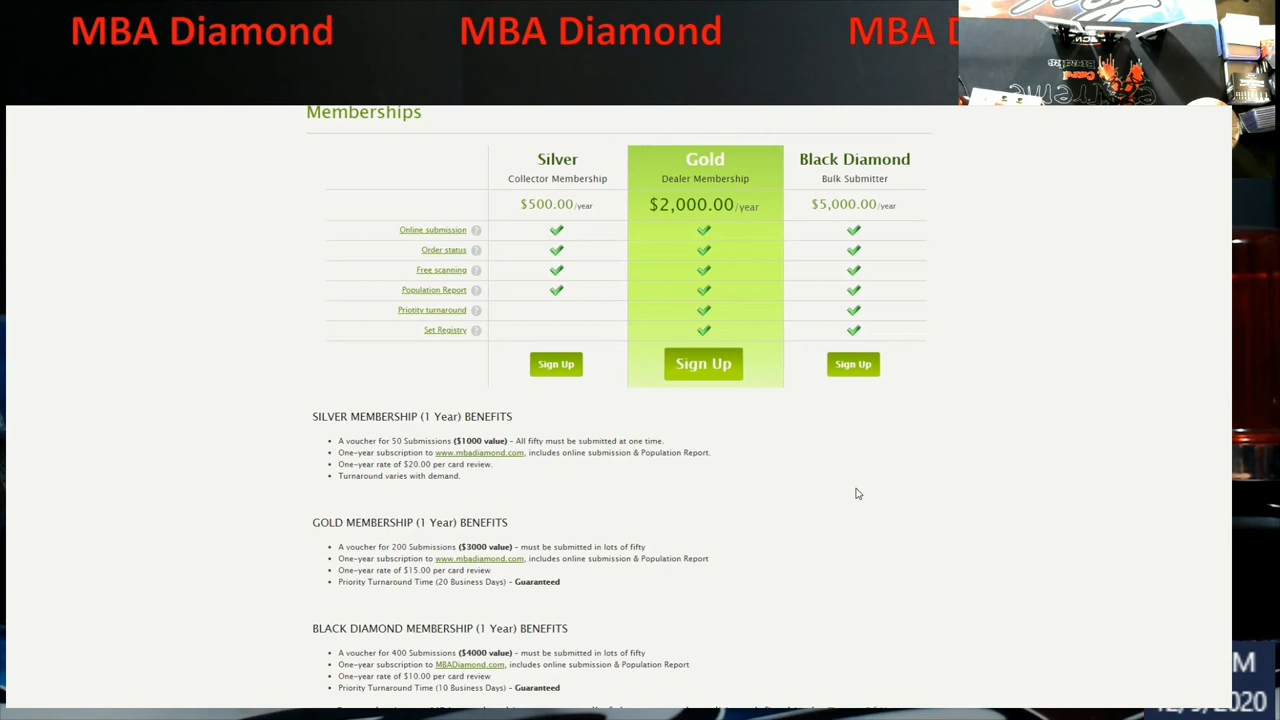 MBA Diamond MBA Diamond MBA D
Memberships
Silver Gold Black Diamond
Collector Membership Dealer Membership Bulk Submitter
$500.00/year $2,000.00/year $5,000.00/year
Online submission ?
Order status ?
Free scanning ?
Population Report ?
Priotity turnaround ?
Set Registry ?
Sign Up Sign Up Sign Up
SILVER MEMBERSHIP (1 Year) BENEFITS
• A voucher for 50 Submissions ($1000 value) – All fifty must be submitted at one time.
• One-year subscription to www.mbadiamond.com, includes online submission & Population Report.
• One-year rate of $20.00 per card review.
• Turnaround varies with demand.
GOLD MEMBERSHIP (1 Year) BENEFITS
• A voucher for 200 Submissions ($3000 value) – must be submitted in lots of fifty
• One-year subscription to www.mbadiamond.com, includes online submission & Population Report
• One-year rate of $15.00 per card review
• Priority Turnaround Time (20 Business Days) – Guaranteed
BLACK DIAMOND MEMBERSHIP (1 Year) BENEFITS
• A voucher for 400 Submissions ($4000 value) – must be submitted in lots of fifty
• One-year subscription to MBADiamond.com, includes online submission & Population Report
• One-year rate of $10.00 per card review
• Priority Turnaround Time (10 Business Days) – Guaranteed
M
2020